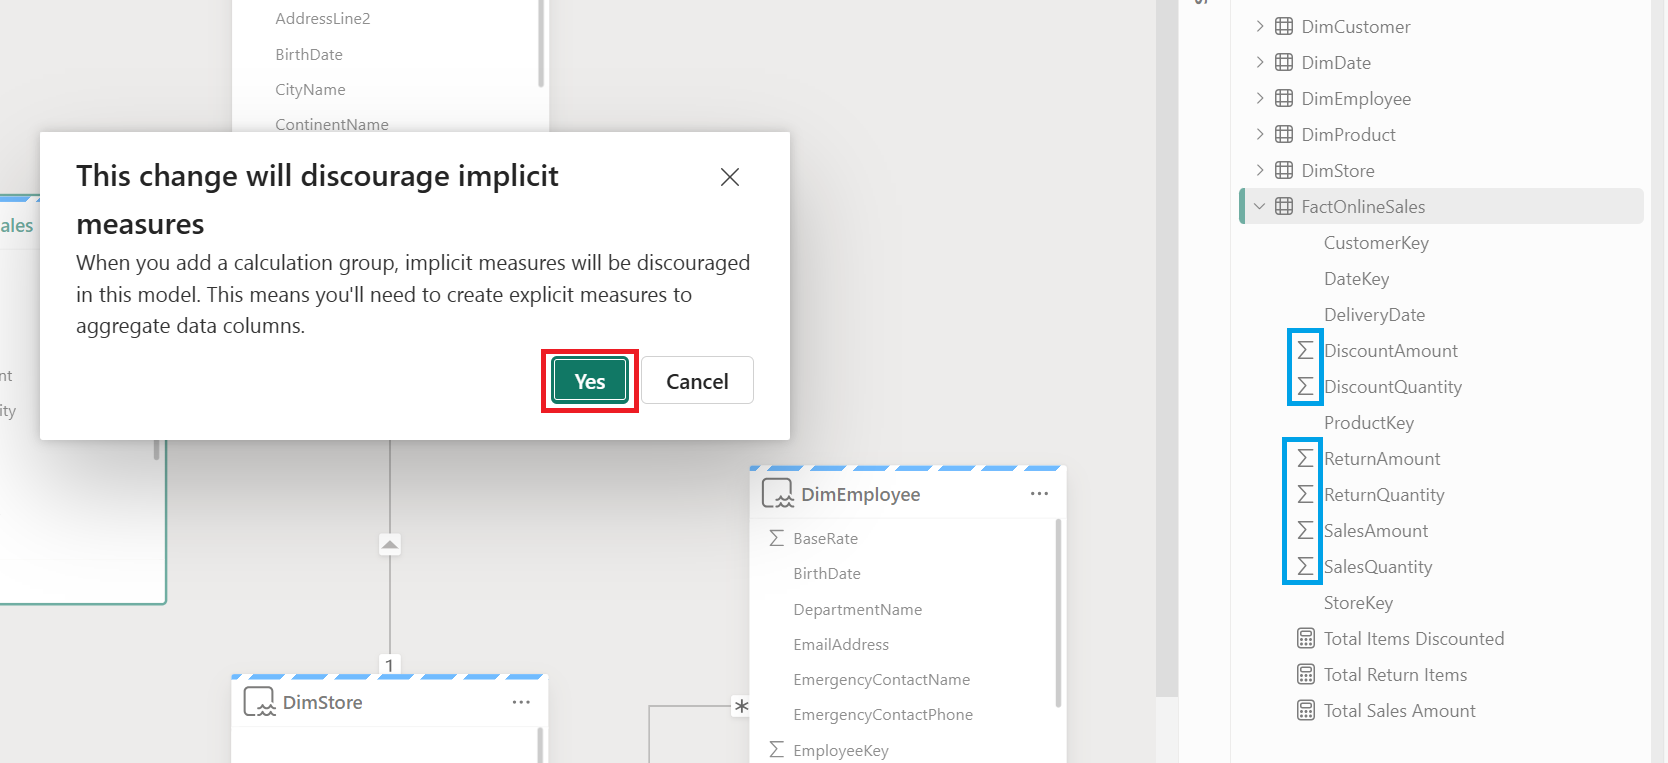 AddressLine2
BirthDate
CityName
ContinentName
This change will discourage implicit
measures
When you add a calculation group, implicit measures will be discouraged
in this model. This means you'll need to create explicit measures to
aggregate data columns.
Yes
Cancel
ales
nt
ity
1
DimStore
DimEmployee
BaseRate
BirthDate
DepartmentName
EmailAddress
EmergencyContactName
EmergencyContactPhone
EmployeeKey
*
DimCustomer
DimDate
DimEmployee
DimProduct
DimStore
FactOnlineSales
CustomerKey
DateKey
DeliveryDate
DiscountAmount
DiscountQuantity
ProductKey
ReturnAmount
ReturnQuantity
SalesAmount
SalesQuantity
StoreKey
Total Items Discounted
Total Return Items
Total Sales Amount